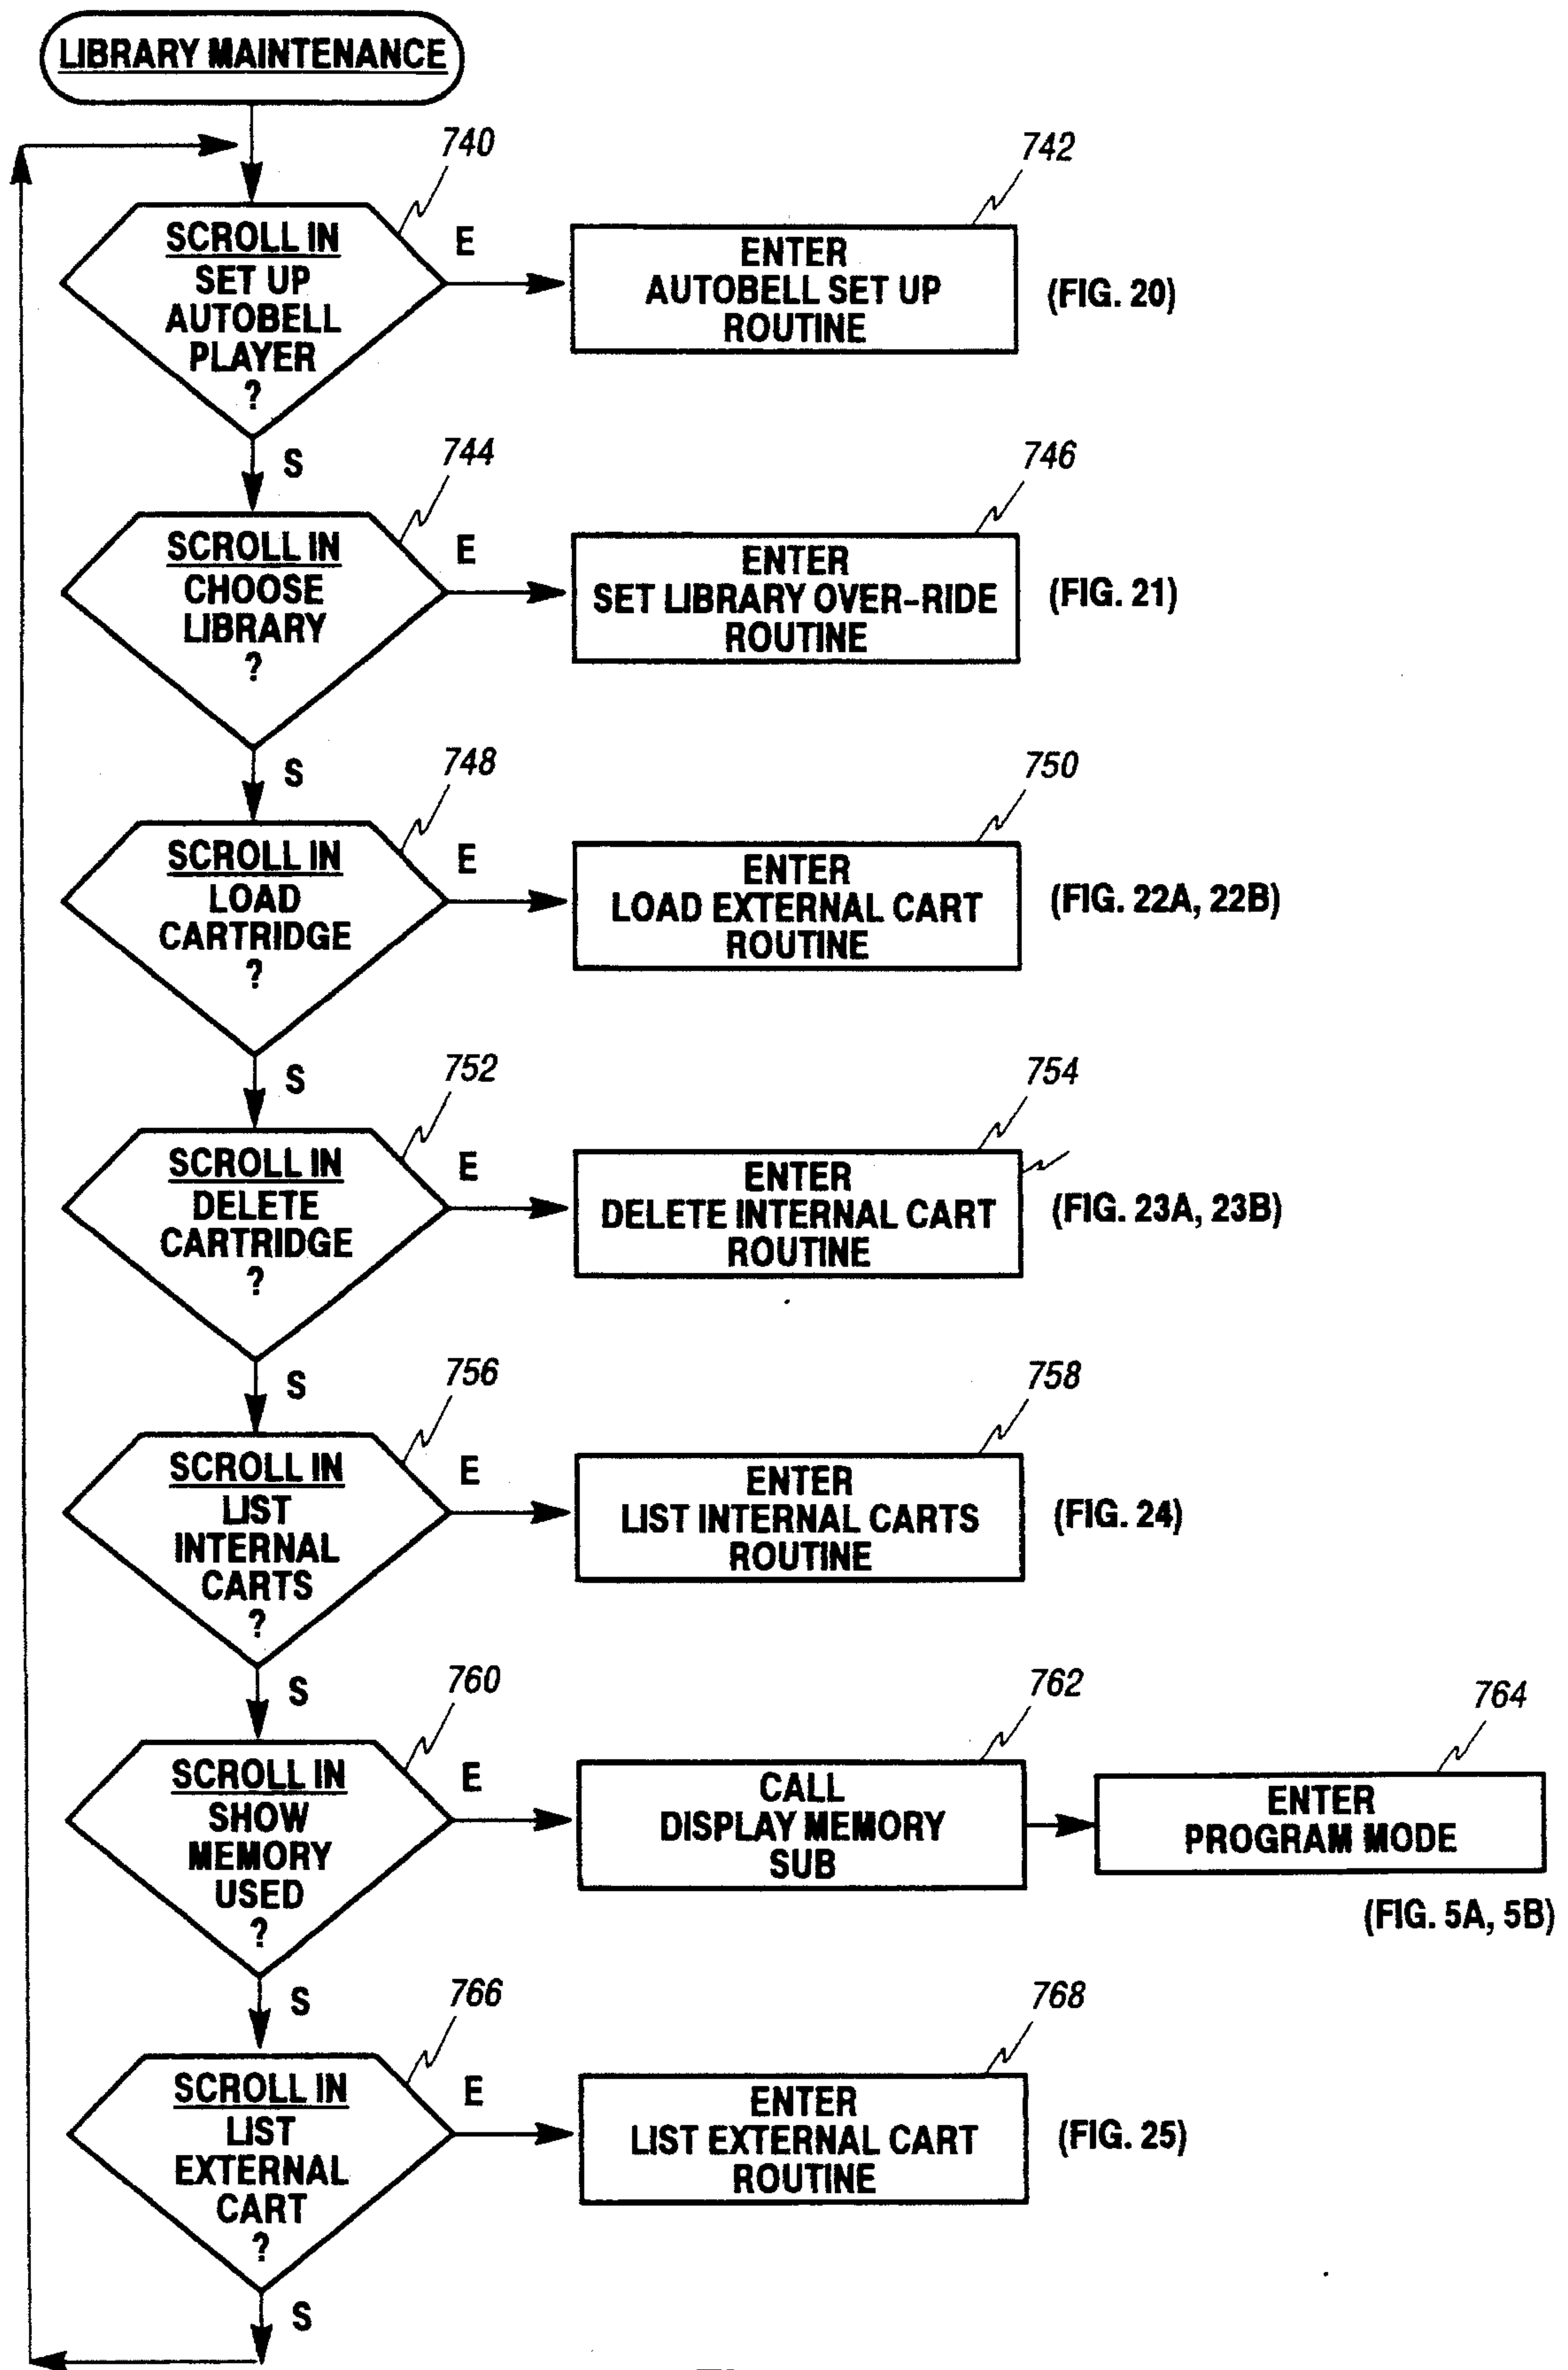 LIBRARY MAINTENANCE
740
742
SCROLL IN
SET UP
AUTOBELL
PLAYER
?
E
ENTER
AUTOBELL SET UP
ROUTINE
(FIG. 20)
S
744
746
SCROLL IN
CHOOSE
LIBRARY
?
E
ENTER
SET LIBRARY OVER-RIDE
ROUTINE
(FIG. 21)
S
748
750
SCROLL IN
LOAD
CARTRIDGE
?
E
ENTER
LOAD EXTERNAL CART
ROUTINE
(FIG. 22A, 22B)
S
752
754
SCROLL IN
DELETE
CARTRIDGE
?
E
ENTER
DELETE INTERNAL CART
ROUTINE
(FIG. 23A, 23B)
S
756
758
SCROLL IN
LIST
INTERNAL
CARTS
?
E
ENTER
LIST INTERNAL CARTS
ROUTINE
(FIG. 24)
S
760
762
764
SCROLL IN
SHOW
MEMORY
USED
?
E
CALL
DISPLAY MEMORY
SUB
ENTER
PROGRAM MODE
(FIG. 5A, 5B)
S
766
768
SCROLL IN
LIST
EXTERNAL
CART
?
E
ENTER
LIST EXTERNAL CART
ROUTINE
(FIG. 25)
S